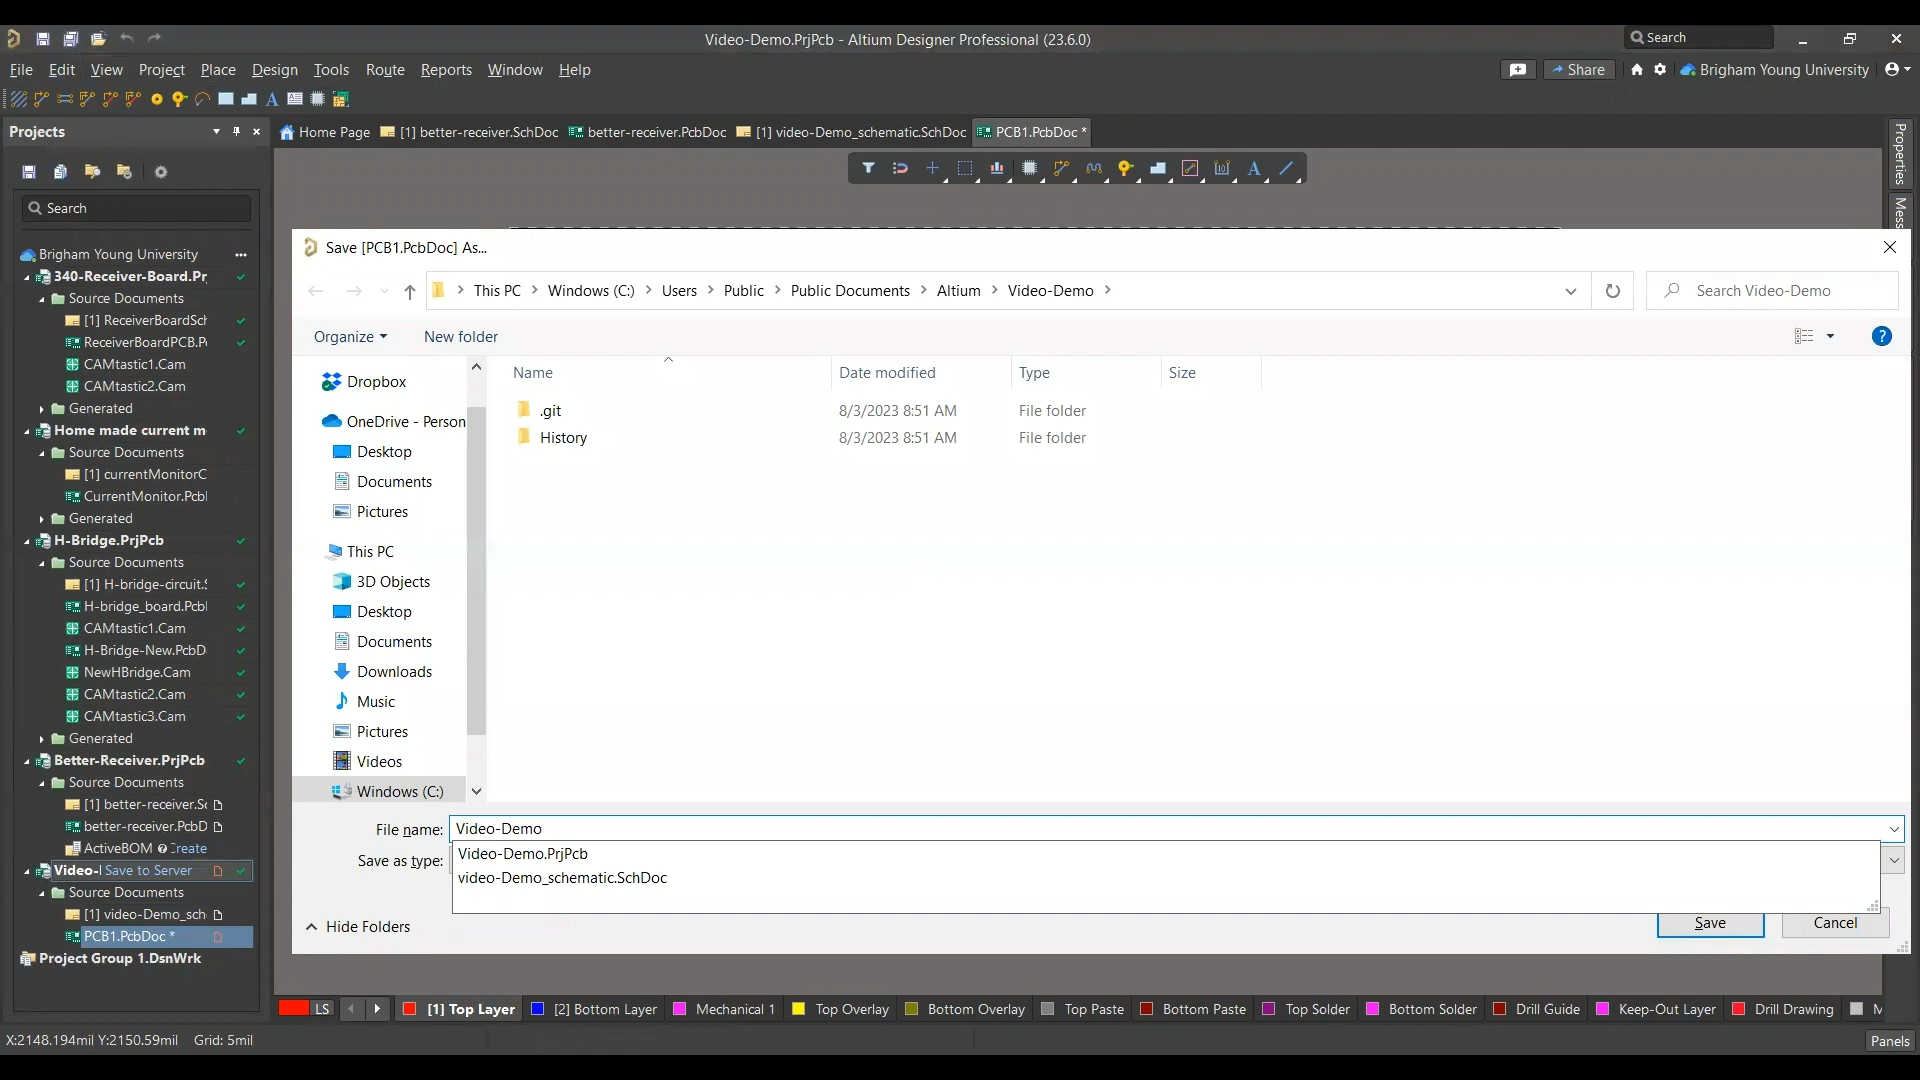 Video-Demo.PrjPcb - Altium Designer Professional (23.6.0)
Search
File Edit View Project Place Design Tools Route Reports Window Help
Share
Brigham Young University
Projects
Home Page
[1] better-receiver.SchDoc
better-receiver.PcbDoc
[1] video-Demo_schematic.SchDoc
PCB1.PcbDoc *
Properties
Mess
Search
Brigham Young University
340-Receiver-Board.Pr
Source Documents
[1] ReceiverBoardSch
ReceiverBoardPCB.P
CAMtastic1.Cam
CAMtastic2.Cam
Generated
Home made current m
Source Documents
[1] currentMonitorC
CurrentMonitor.Pcbl
Generated
H-Bridge.PrjPcb
Source Documents
[1] H-bridge-circuit.S
H-bridge_board.Pcbl
CAMtastic1.Cam
H-Bridge-New.PcbD
NewHBridge.Cam
CAMtastic2.Cam
CAMtastic3.Cam
Generated
Better-Receiver.PrjPcb
Source Documents
[1] better-receiver.Sc
better-receiver.PcbD
ActiveBOM Create
Video-I Save to Server
Source Documents
[1] video-Demo_sch
PCB1.PcbDoc *
Project Group 1.DsnWrk
Save [PCB1.PcbDoc] As...
This PC > Windows (C:) > Users > Public > Public Documents > Altium > Video-Demo >
Search Video-Demo
Organize
New folder
?
Dropbox
OneDrive - Person
Desktop
Documents
Pictures
This PC
3D Objects
Desktop
Documents
Downloads
Music
Pictures
Videos
Windows (C:)
Name Date modified Type Size
.git 8/3/2023 8:51 AM File folder
History 8/3/2023 8:51 AM File folder
File name: Video-Demo
Save as type:
Video-Demo.PrjPcb
video-Demo_schematic.SchDoc
Hide Folders
Save
Cancel
LS
[1] Top Layer
[2] Bottom Layer
Mechanical 1
Top Overlay
Bottom Overlay
Top Paste
Bottom Paste
Top Solder
Bottom Solder
Drill Guide
Keep-Out Layer
Drill Drawing
M
X:2148.194mil Y:2150.59mil Grid: 5mil
Panels